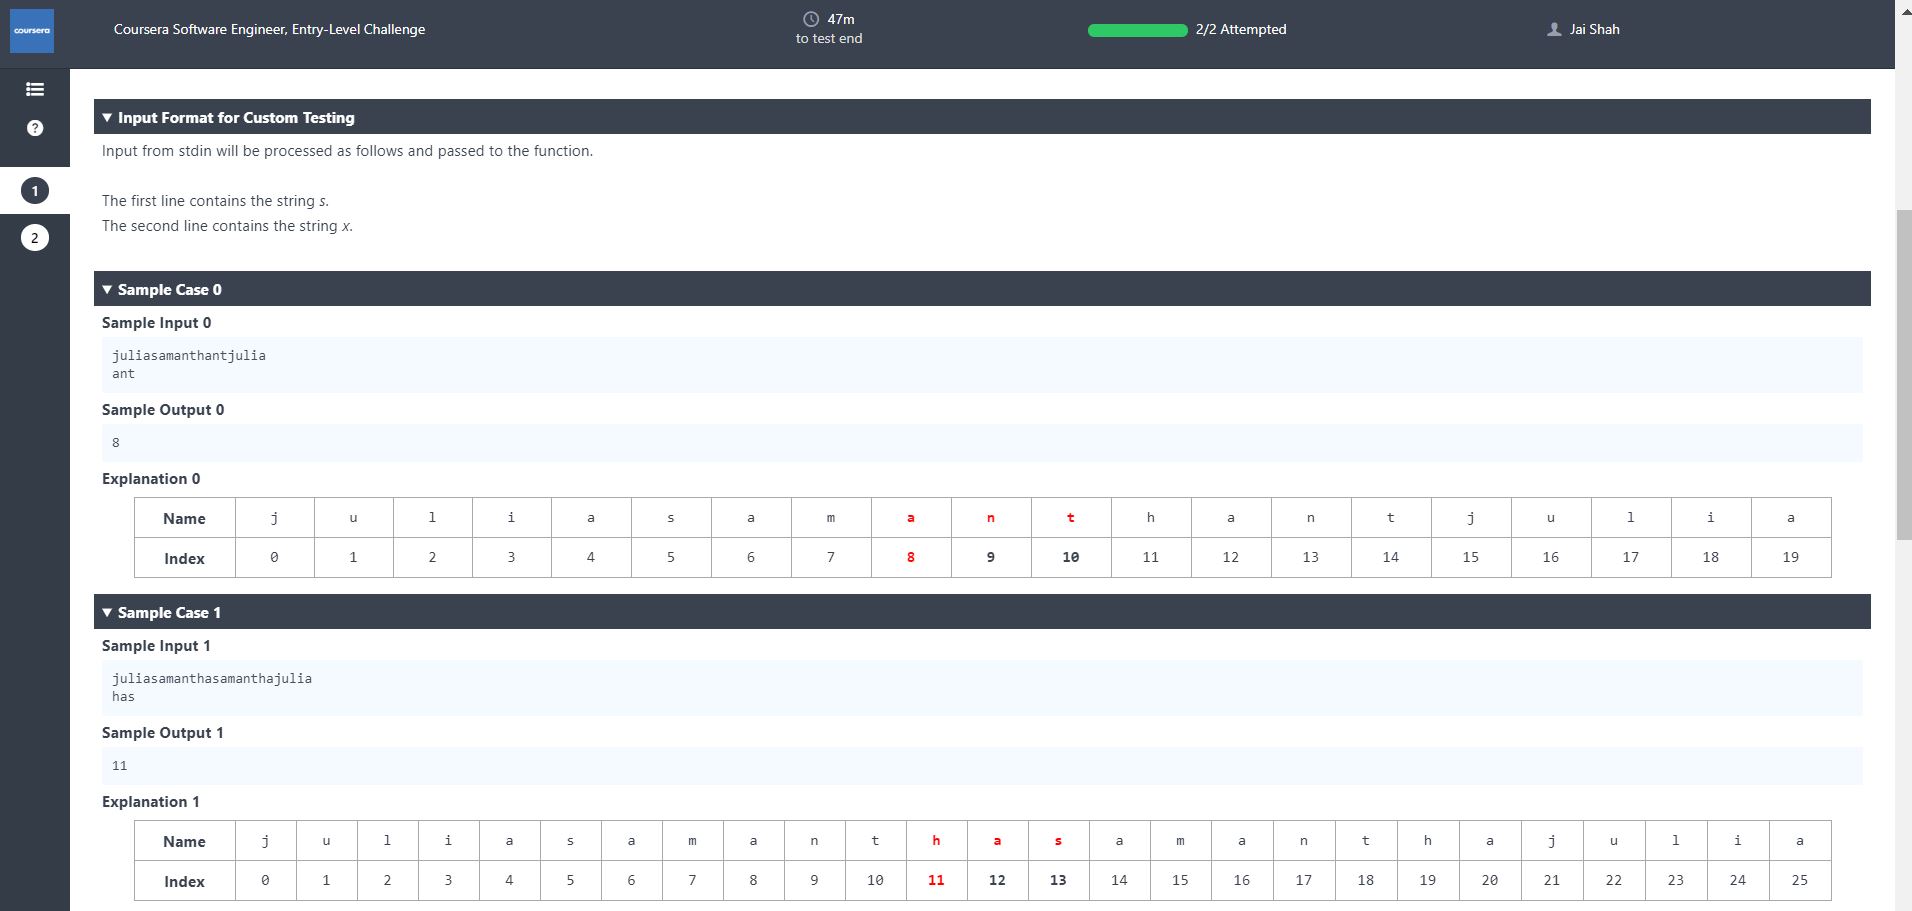 coursera
Coursera Software Engineer, Entry-Level Challenge
47m
to test end
2/2 Attempted
Jai Shah
?
1
2
▼ Input Format for Custom Testing
Input from stdin will be processed as follows and passed to the function.
The first line contains the string s.
The second line contains the string x.
▼ Sample Case 0
Sample Input 0
juliasamanthantjulia
ant
Sample Output 0
8
Explanation 0
Name j u l i a s a m a n t h a n t j u l i a
Index 0 1 2 3 4 5 6 7 8 9 10 11 12 13 14 15 16 17 18 19
▼ Sample Case 1
Sample Input 1
juliasamanthasamanthajulia
has
Sample Output 1
11
Explanation 1
Name j u l i a s a m a n t h a s a m a n t h a j u l i a
Index 0 1 2 3 4 5 6 7 8 9 10 11 12 13 14 15 16 17 18 19 20 21 22 23 24 25